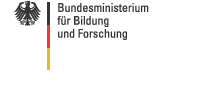 Bundesministerium
für Bildung
und Forschung